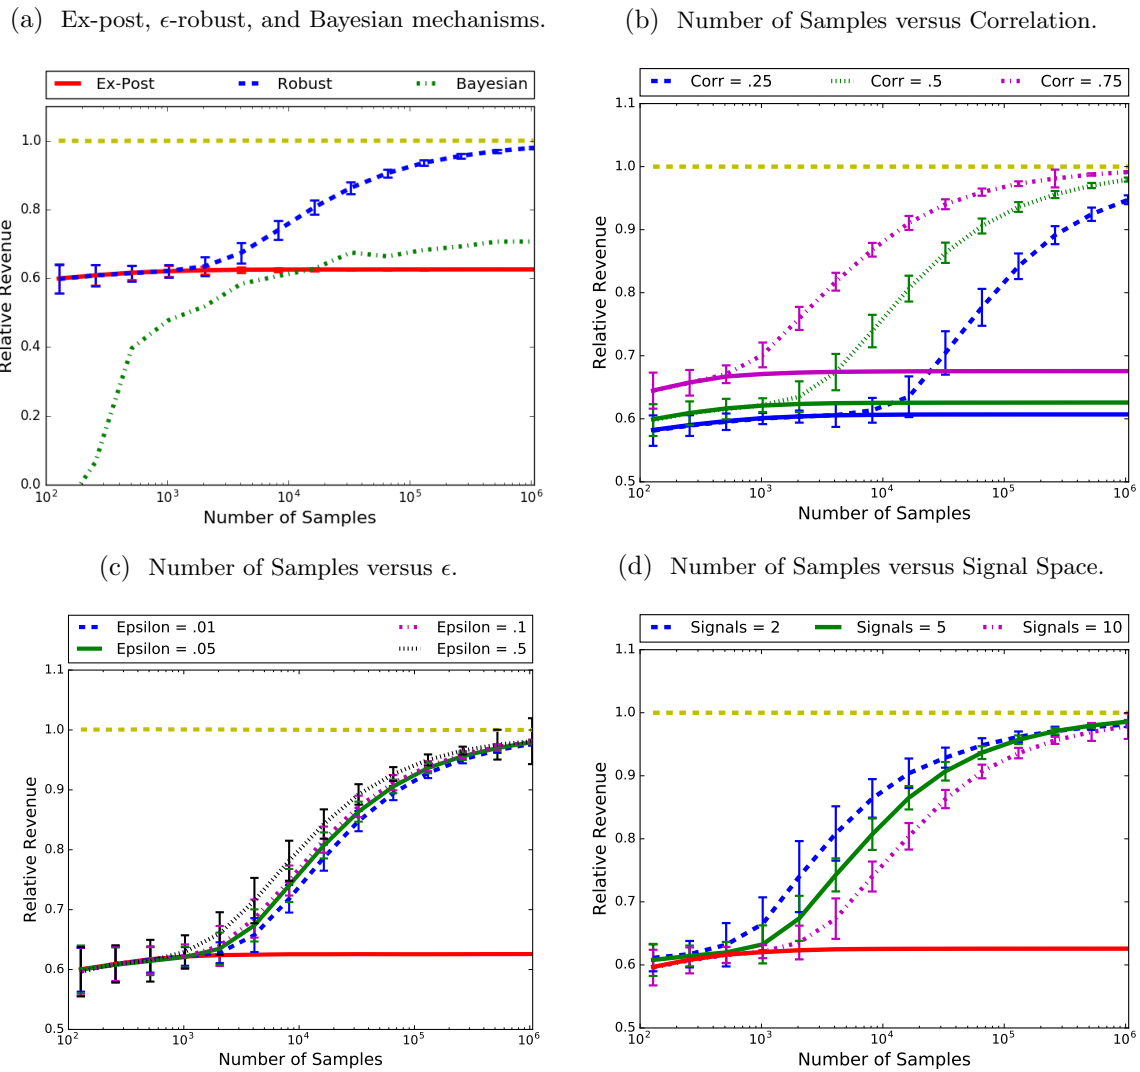 (a) Ex-post, ϵ-robust, and Bayesian mechanisms.
Ex-Post Robust Bayesian
1.0
0.8
0.6
0.4
0.2
0.0
Relative Revenue
10² 10³ 10⁴ 10⁵ 10⁶
Number of Samples
(b) Number of Samples versus Correlation.
Corr = .25 Corr = .5 Corr = .75
1.1
1.0
0.9
0.8
0.7
0.6
0.5
Relative Revenue
10² 10³ 10⁴ 10⁵ 10⁶
Number of Samples
(c) Number of Samples versus ϵ.
Epsilon = .01 Epsilon = .1
Epsilon = .05 Epsilon = .5
1.1
1.0
0.9
0.8
0.7
0.6
0.5
Relative Revenue
10² 10³ 10⁴ 10⁵ 10⁶
Number of Samples
(d) Number of Samples versus Signal Space.
Signals = 2 Signals = 5 Signals = 10
1.1
1.0
0.9
0.8
0.7
0.6
0.5
Relative Revenue
10² 10³ 10⁴ 10⁵ 10⁶
Number of Samples